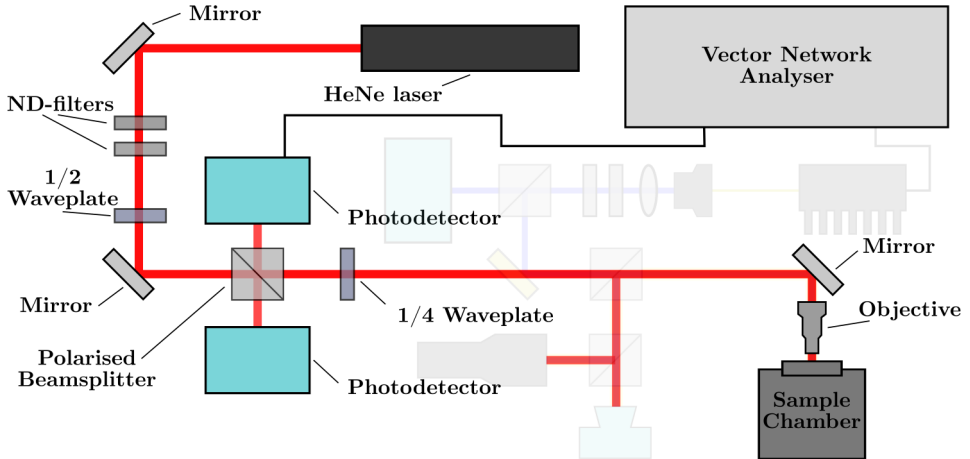 Mirror
Vector Network
Analyser
HeNe laser
ND-filters
1/2
Waveplate
Photodetector
Mirror
Mirror
Objective
1/4 Waveplate
Polarised
Beamsplitter
Photodetector
Sample
Chamber